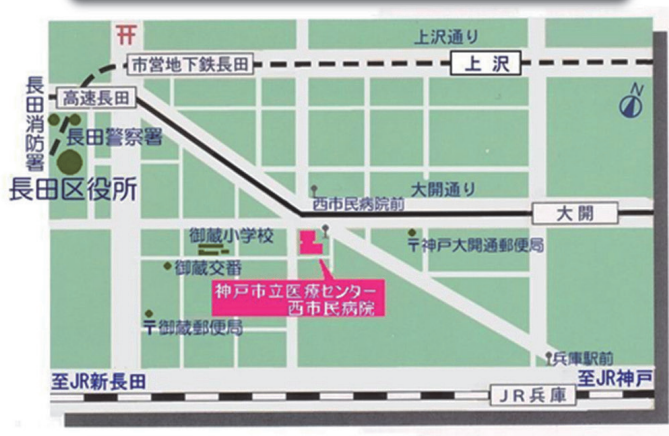 上沢通り
市営地下鉄長田
上沢
長田消防署
高速長田
N
長田警察署
長田区役所
大開通り
西市民病院前
大開
御蔵小学校
〒神戸大開通郵便局
御蔵交番
神戸市立医療センター
西市民病院
〒御蔵郵便局
兵庫駅前
至JR新長田
至JR神戸
JR兵庫